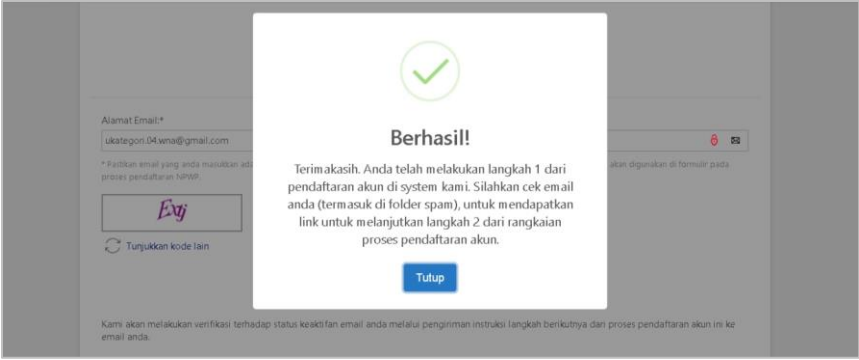 Berhasil!
Terimakasih. Anda telah melakukan langkah 1 dari
pendaftaran akun di system kami. Silahkan cek email
anda (termasuk di folder spam), untuk mendapatkan
link untuk melanjutkan langkah 2 dari rangkaian
proses pendaftaran akun.
Tutup
Alamat Email:*
ukategori.04.wna@gmail.com
* Pastikan email yang anda masukkan akan digunakan di formulir pada
proses pendaftaran NPWP.
Tunjukkan kode lain
Kami akan melakukan verifikasi terhadap status keaktifan email anda melalui pengiriman instruksi langkah berikutnya dari proses pendaftaran akun ini ke
email anda.